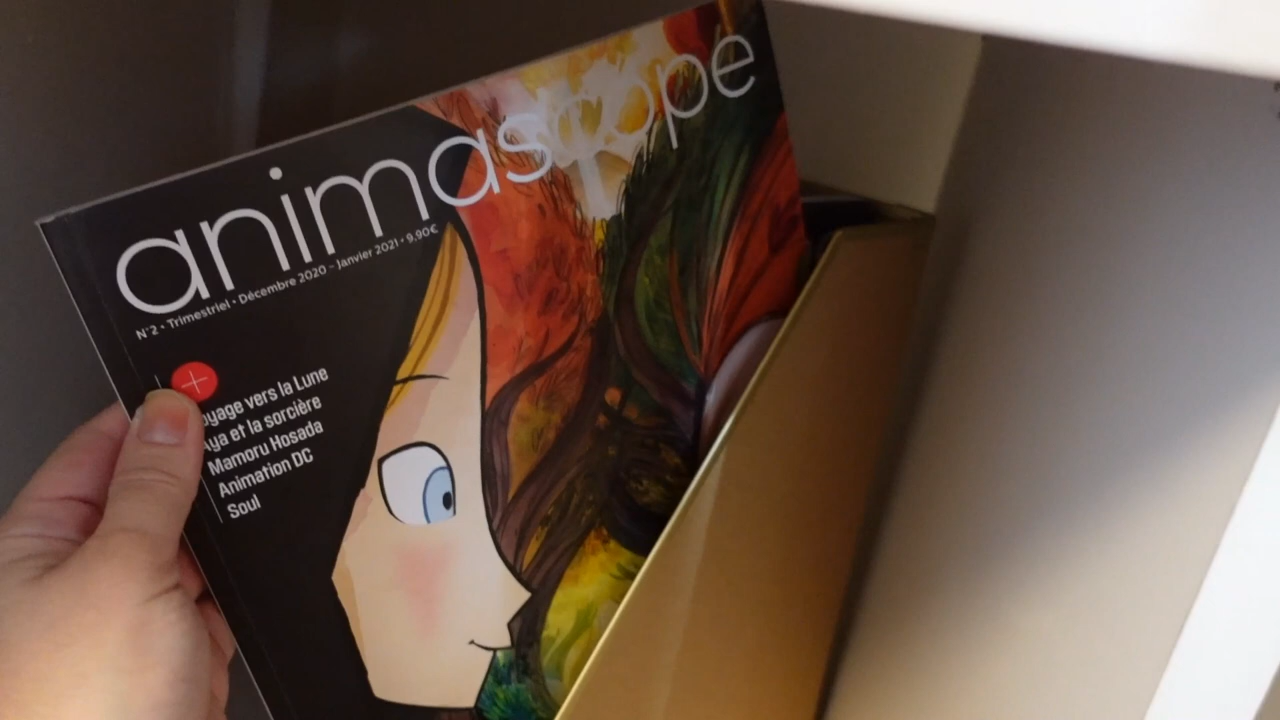 animascope
N°2 • Trimestriel • Décembre 2020 - Janvier 2021 • 9,90€
+
vers la Lune
et la sorcière
Mamoru Hosada
Animation DC
Soul